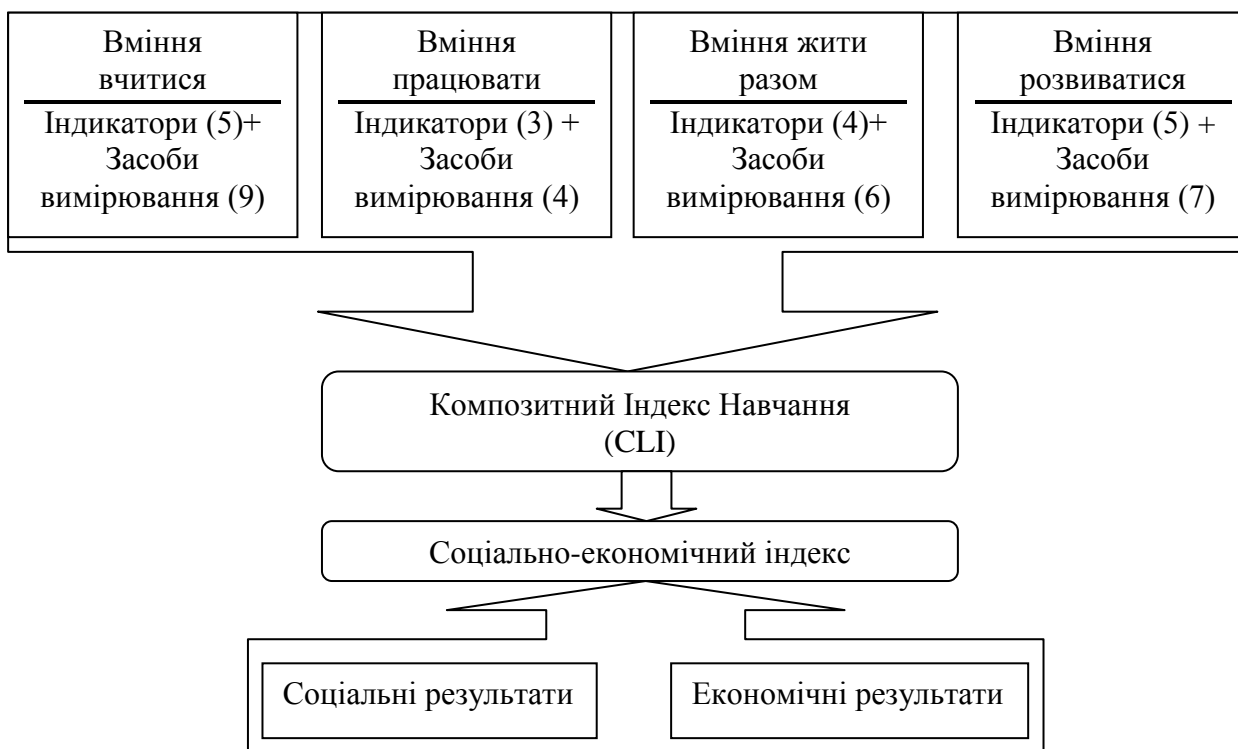 Вміння
вчитися
Індикатори (5)+
Засоби
вимірювання (9)
Вміння
працювати
Індикатори (3) +
Засоби
вимірювання (4)
Вміння жити
разом
Індикатори (4)+
Засоби
вимірювання (6)
Вміння
розвиватися
Індикатори (5) +
Засоби
вимірювання (7)
Композитний Індекс Навчання
(CLI)
Соціально-економічний індекс
Соціальні результати
Економічні результати